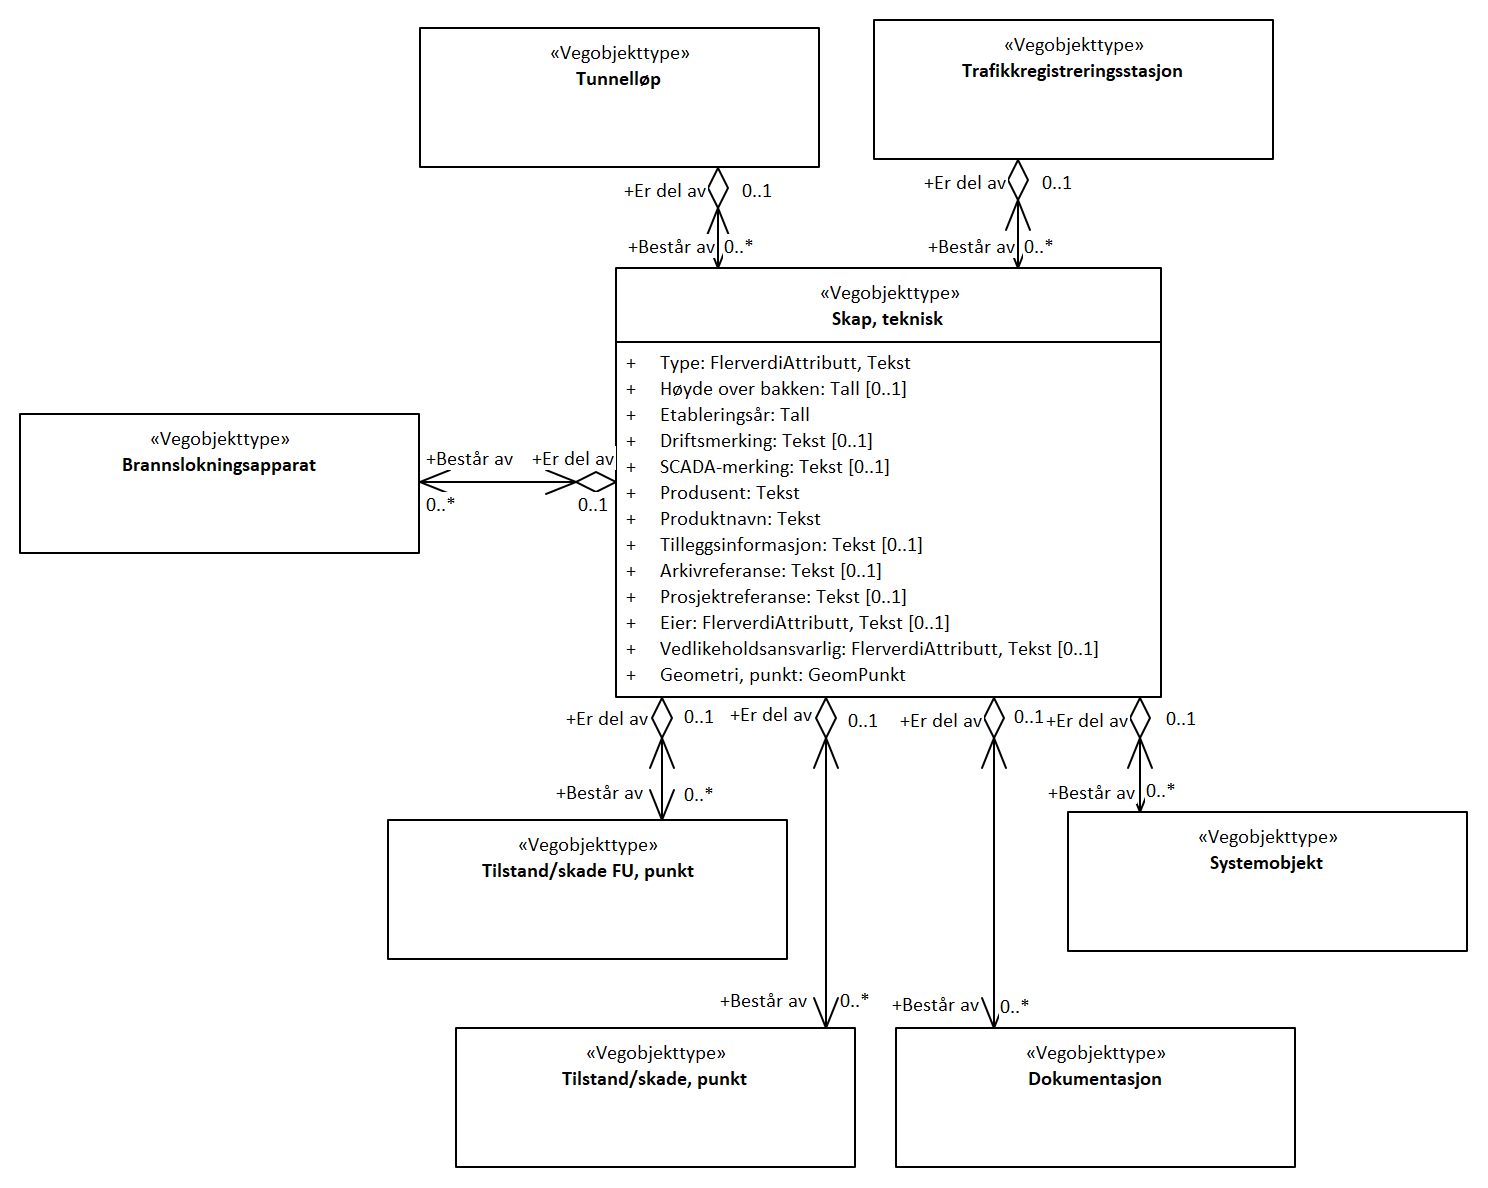 «Vegobjekttype»
Tunnelløp
«Vegobjekttype»
Trafikkregistreringsstasjon
+Er del av 0..1
+Er del av 0..1
+Består av 0..*
+Består av 0..*
«Vegobjekttype»
Skap, teknisk
+ Type: FlerverdiAttributt, Tekst
+ Høyde over bakken: Tall [0..1]
+ Etableringsår: Tall
+ Driftsmerking: Tekst [0..1]
+ SCADA-merking: Tekst [0..1]
+ Produsent: Tekst
+ Produktnavn: Tekst
+ Tilleggsinformasjon: Tekst [0..1]
+ Arkivreferanse: Tekst [0..1]
+ Prosjektreferanse: Tekst [0..1]
+ Eier: FlerverdiAttributt, Tekst [0..1]
+ Vedlikeholdsansvarlig: FlerverdiAttributt, Tekst [0..1]
+ Geometri, punkt: GeomPunkt
«Vegobjekttype»
Brannslokningsapparat
+Består av +Er del av
0..* 0..1
+Er del av 0..1
+Er del av 0..1
+Er del av 0..1
+Er del av 0..1
+Består av 0..*
+Består av 0..*
«Vegobjekttype»
Tilstand/skade FU, punkt
«Vegobjekttype»
Systemobjekt
+Består av 0..*
+Består av 0..*
«Vegobjekttype»
Tilstand/skade, punkt
«Vegobjekttype»
Dokumentasjon